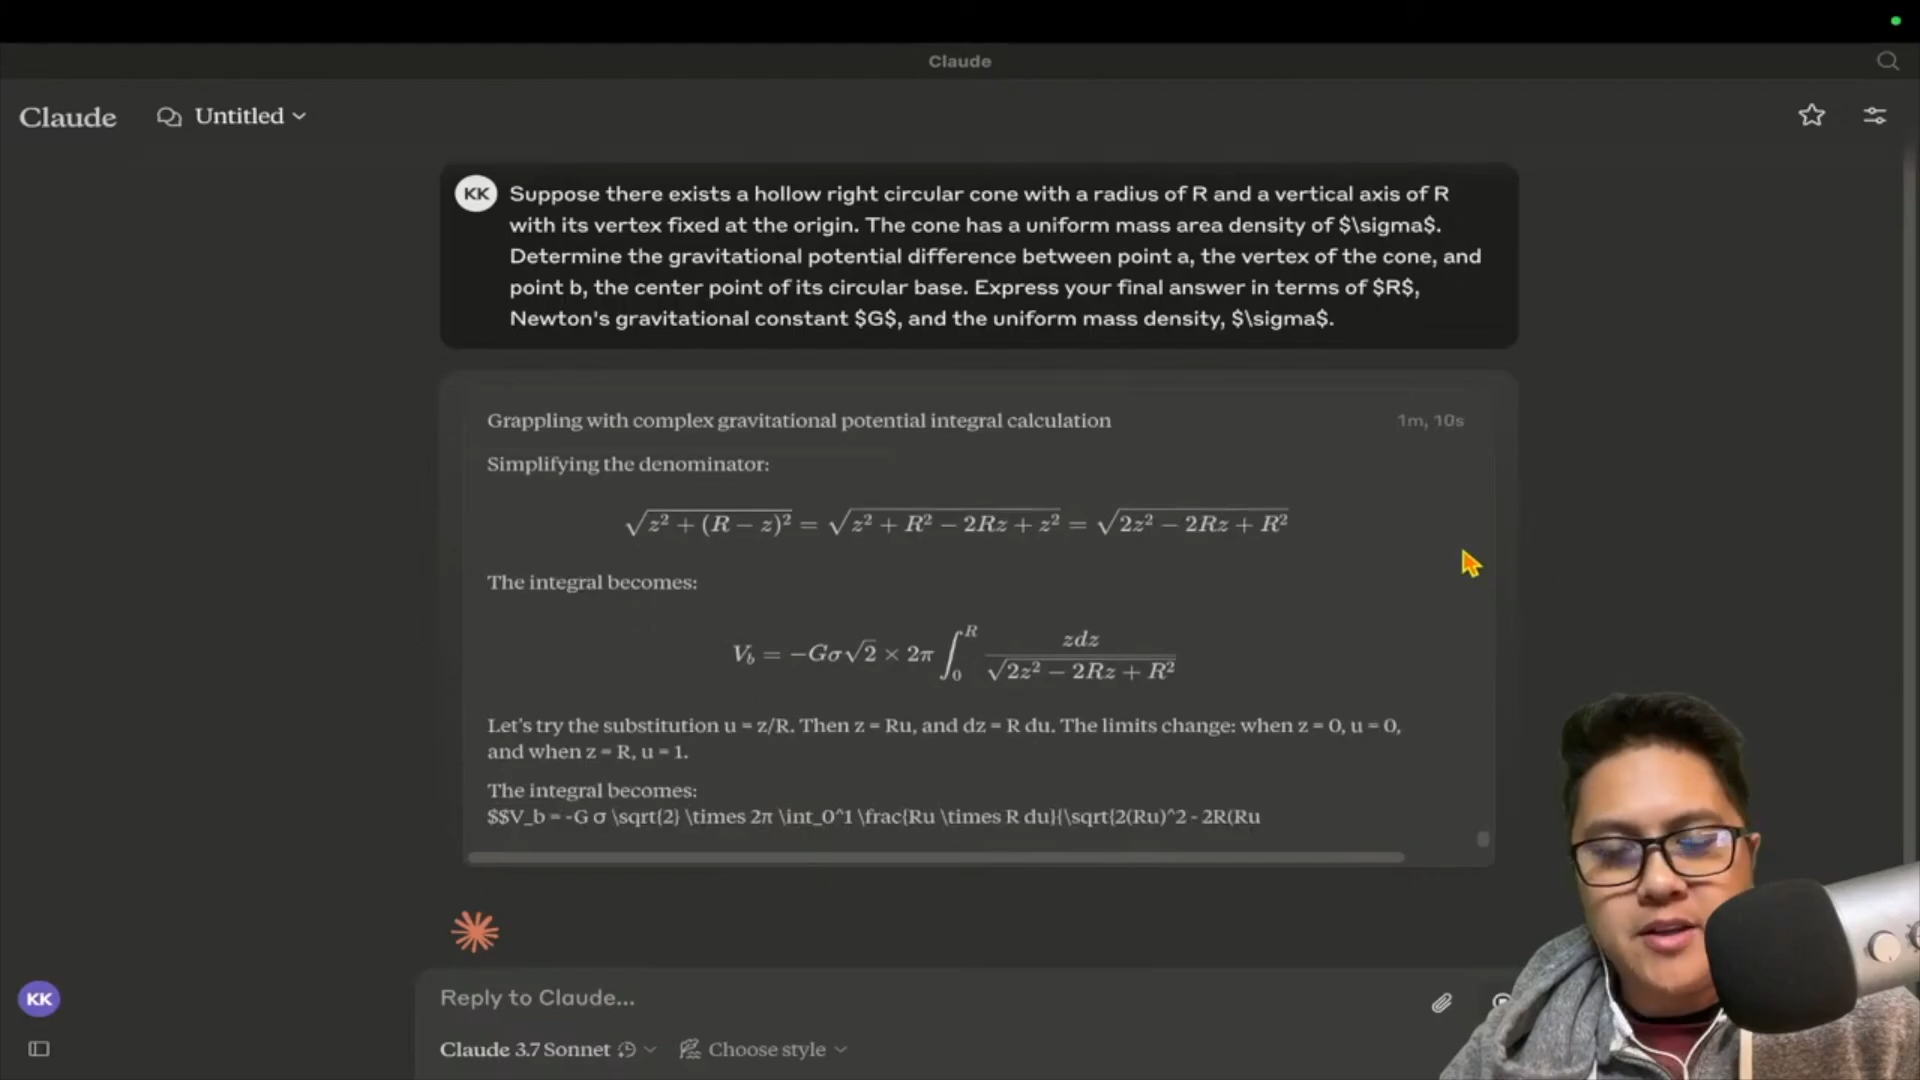 Claude
Claude
Untitled
KK
Suppose there exists a hollow right circular cone with a radius of R and a vertical axis of R
with its vertex fixed at the origin. The cone has a uniform mass area density of $\sigma$.
Determine the gravitational potential difference between point a, the vertex of the cone, and
point b, the center point of its circular base. Express your final answer in terms of $R$,
Newton's gravitational constant $G$, and the uniform mass density, $\sigma$.
Grappling with complex gravitational potential integral calculation 1m, 10s
Simplifying the denominator:
√z² + (R − z)² = √z² + R² − 2Rz + z² = √2z² − 2Rz + R²
The integral becomes:
V_b = −Gσ√2 × 2π ∫₀ᴿ zdz / √2z² − 2Rz + R²
Let's try the substitution u = z/R. Then z = Ru, and dz = R du. The limits change: when z = 0, u = 0,
and when z = R, u = 1.
The integral becomes:
$$V_b = -G σ \sqrt{2} \times 2π \int_0^1 \frac{Ru \times R du}{\sqrt{2(Ru)^2 - 2R(Ru
KK
Reply to Claude...
Claude 3.7 Sonnet
Choose style